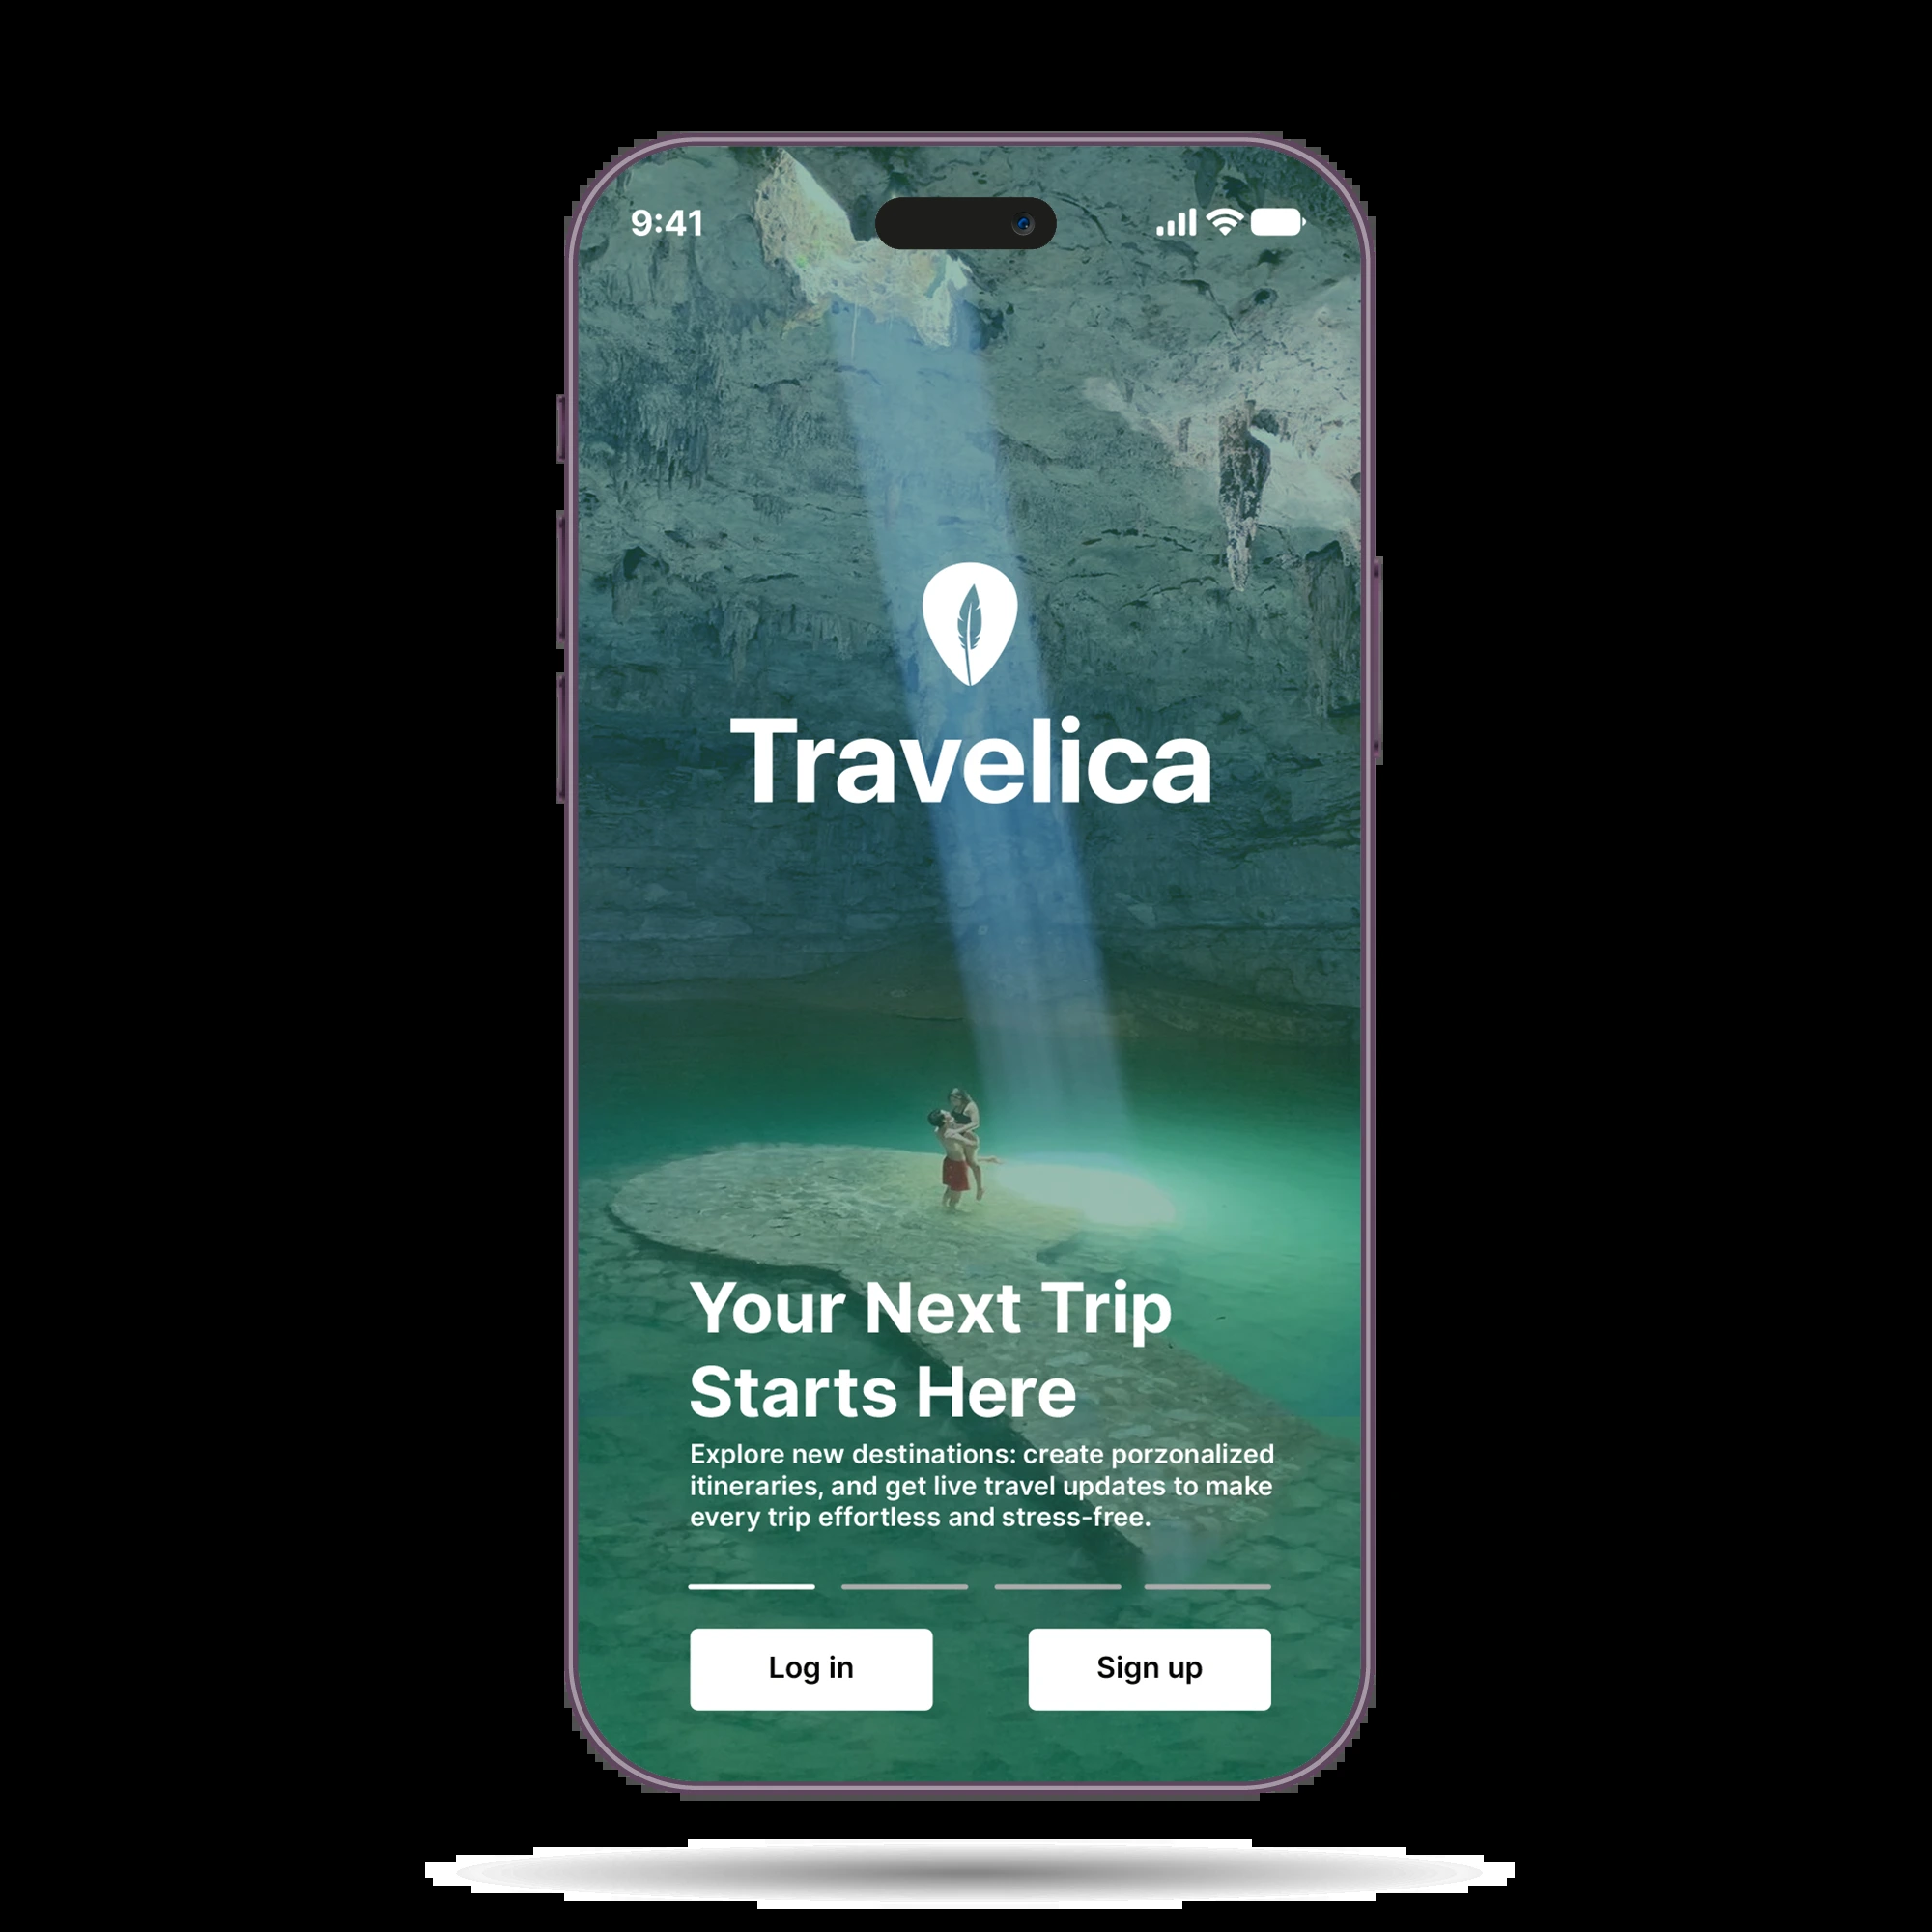 9:41
Travelica
Your Next Trip
Starts Here
Explore new destinations: create porzonalized
itineraries, and get live travel updates to make
every trip effortless and stress-free.
Log in
Sign up